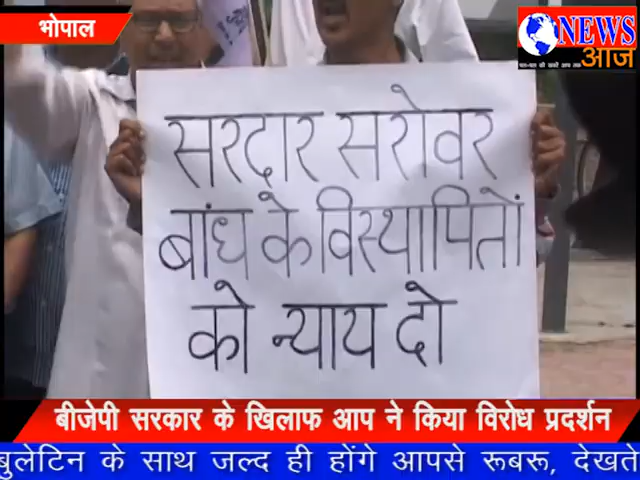 भोपाल
NEWS
आज
सरदार सरोवर
बांध के विस्थापितों
को न्याय दो
बीजेपी सरकार के खिलाफ आप ने किया विरोध प्रदर्शन
बुलेटिन के साथ जल्द ही होंगे आपसे रूबरू, देखते